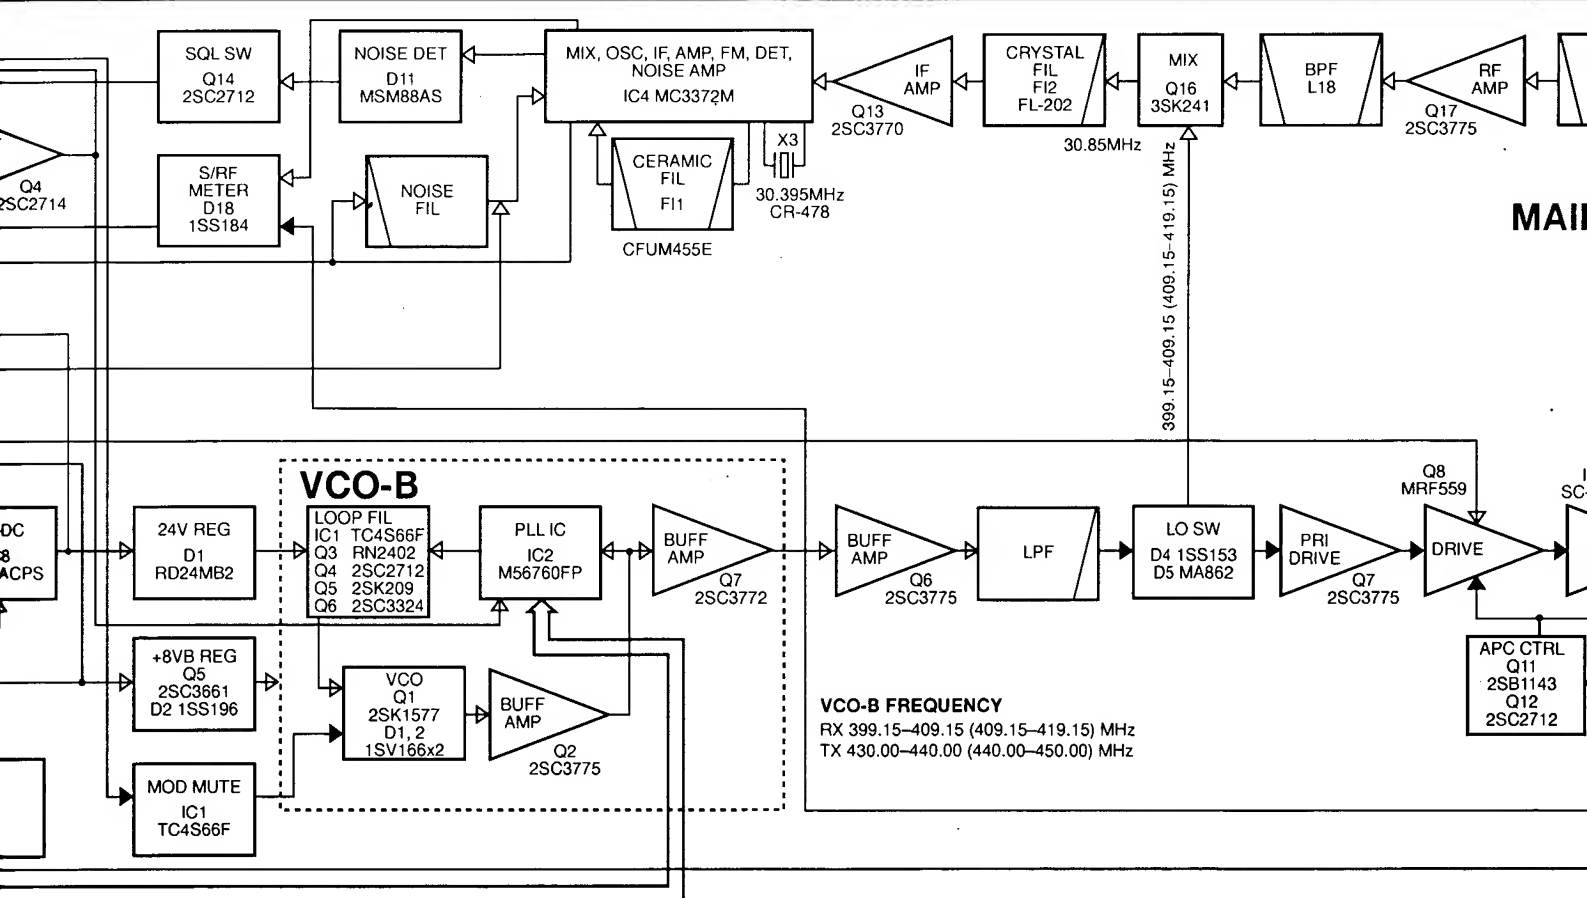 SQL SW
Q14
2SC2712
NOISE DET
D11
MSM88AS
MIX, OSC, IF, AMP, FM, DET,
NOISE AMP
IC4 MC3372M
IF
AMP
Q13
2SC3770
CRYSTAL
FIL
FI2
FL-202
30.85MHz
MIX
Q16
3SK241
BPF
L18
RF
AMP
Q17
2SC3775
Q4
2SC2714
S/RF
METER
D18
1SS184
NOISE
FIL
CERAMIC
FIL
FI1
CFUM455E
X3
30.395MHz
CR-478
399.15–409.15 (409.15–419.15) MHz
MAI
VCO-B
DC
8
ACPS
24V REG
D1
RD24MB2
LOOP FIL
IC1 TC4S66F
Q3 RN2402
Q4 2SC2712
Q5 2SK209
Q6 2SC3324
PLL IC
IC2
M56760FP
BUFF
AMP
Q7
2SC3772
BUFF
AMP
Q6
2SC3775
LPF
LO SW
D4 1SS153
D5 MA862
PRI
DRIVE
Q7
2SC3775
Q8
MRF559
DRIVE
I
SC-
+8VB REG
Q5
2SC3661
D2 1SS196
VCO
Q1
2SK1577
D1, 2
1SV166x2
BUFF
AMP
Q2
2SC3775
VCO-B FREQUENCY
RX 399.15–409.15 (409.15–419.15) MHz
TX 430.00–440.00 (440.00–450.00) MHz
APC CTRL
Q11
2SB1143
Q12
2SC2712
MOD MUTE
IC1
TC4S66F